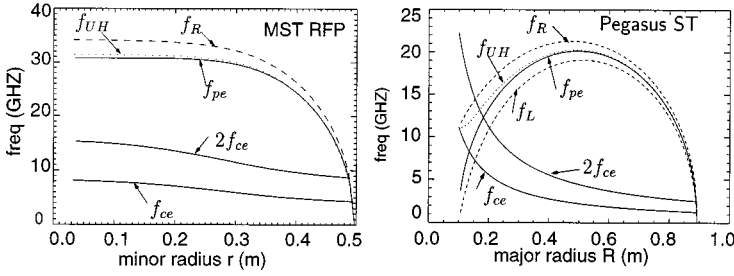 MST RFP
f_R
f_UH
f_pe
2f_ce
f_ce
40
30
20
10
0
freq (GHZ)
0.0 0.1 0.2 0.3 0.4 0.5
minor radius r (m)
Pegasus ST
f_R
f_UH
f_pe
f_L
2f_ce
f_ce
25
20
15
10
5
0
freq (GHZ)
0.0 0.2 0.4 0.6 0.8 1.0
major radius R (m)